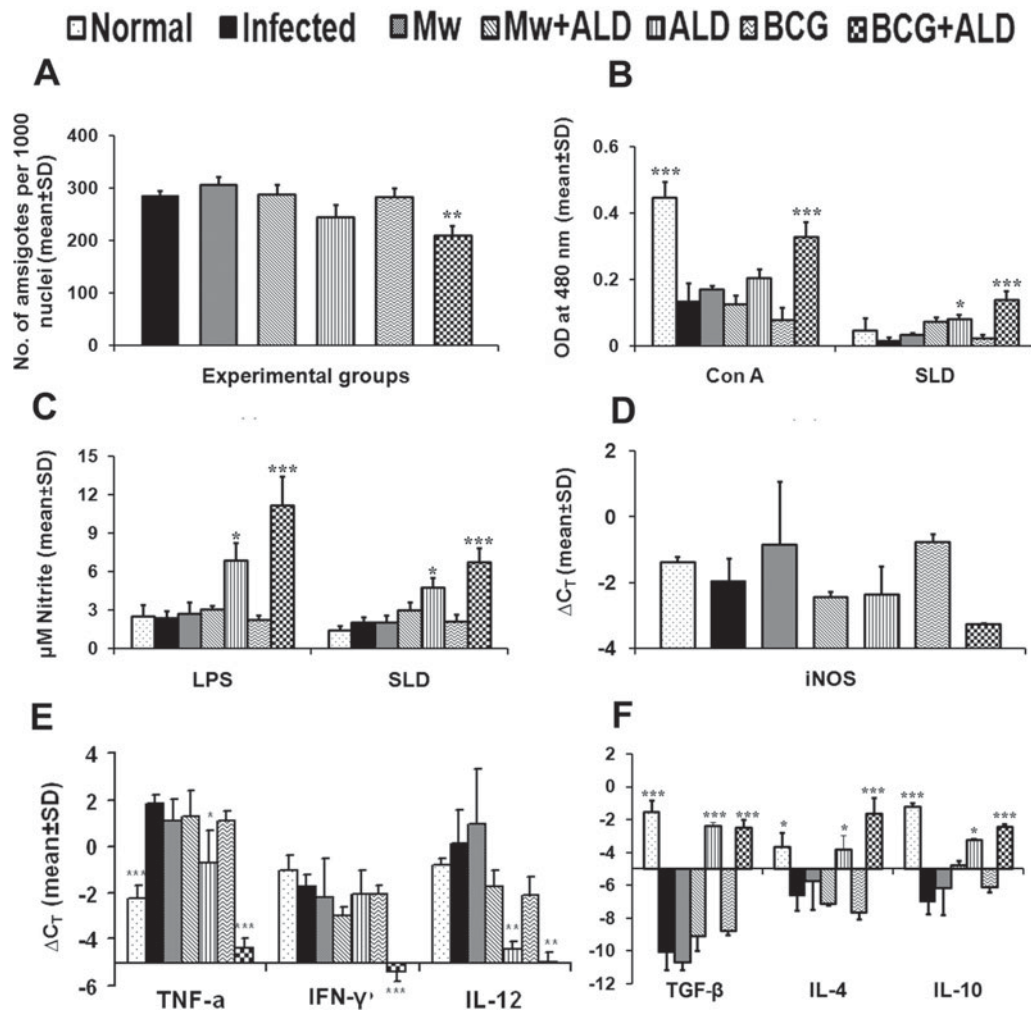 Normal Infected Mw Mw+ALD ALD BCG BCG+ALD
A
No. of amsigotes per 1000
nuclei (mean±SD)
400
300
200
100
0
**
Experimental groups
B
OD at 480 nm (mean±SD)
0.6
0.4
0.2
0
***
***
*
***
Con A SLD
C
µM Nitrite (mean±SD)
15
12
9
6
3
0
*
***
*
***
LPS SLD
D
ΔCT (mean±SD)
2
0
-2
-4
iNOS
E
ΔCT (mean±SD)
4
2
0
-2
-4
-6
***
*
***
***
**
**
TNF-a IFN-γ' IL-12
F
0
-2
-4
-6
-8
-10
-12
***
***
***
*
*
***
***
*
***
TGF-β IL-4 IL-10